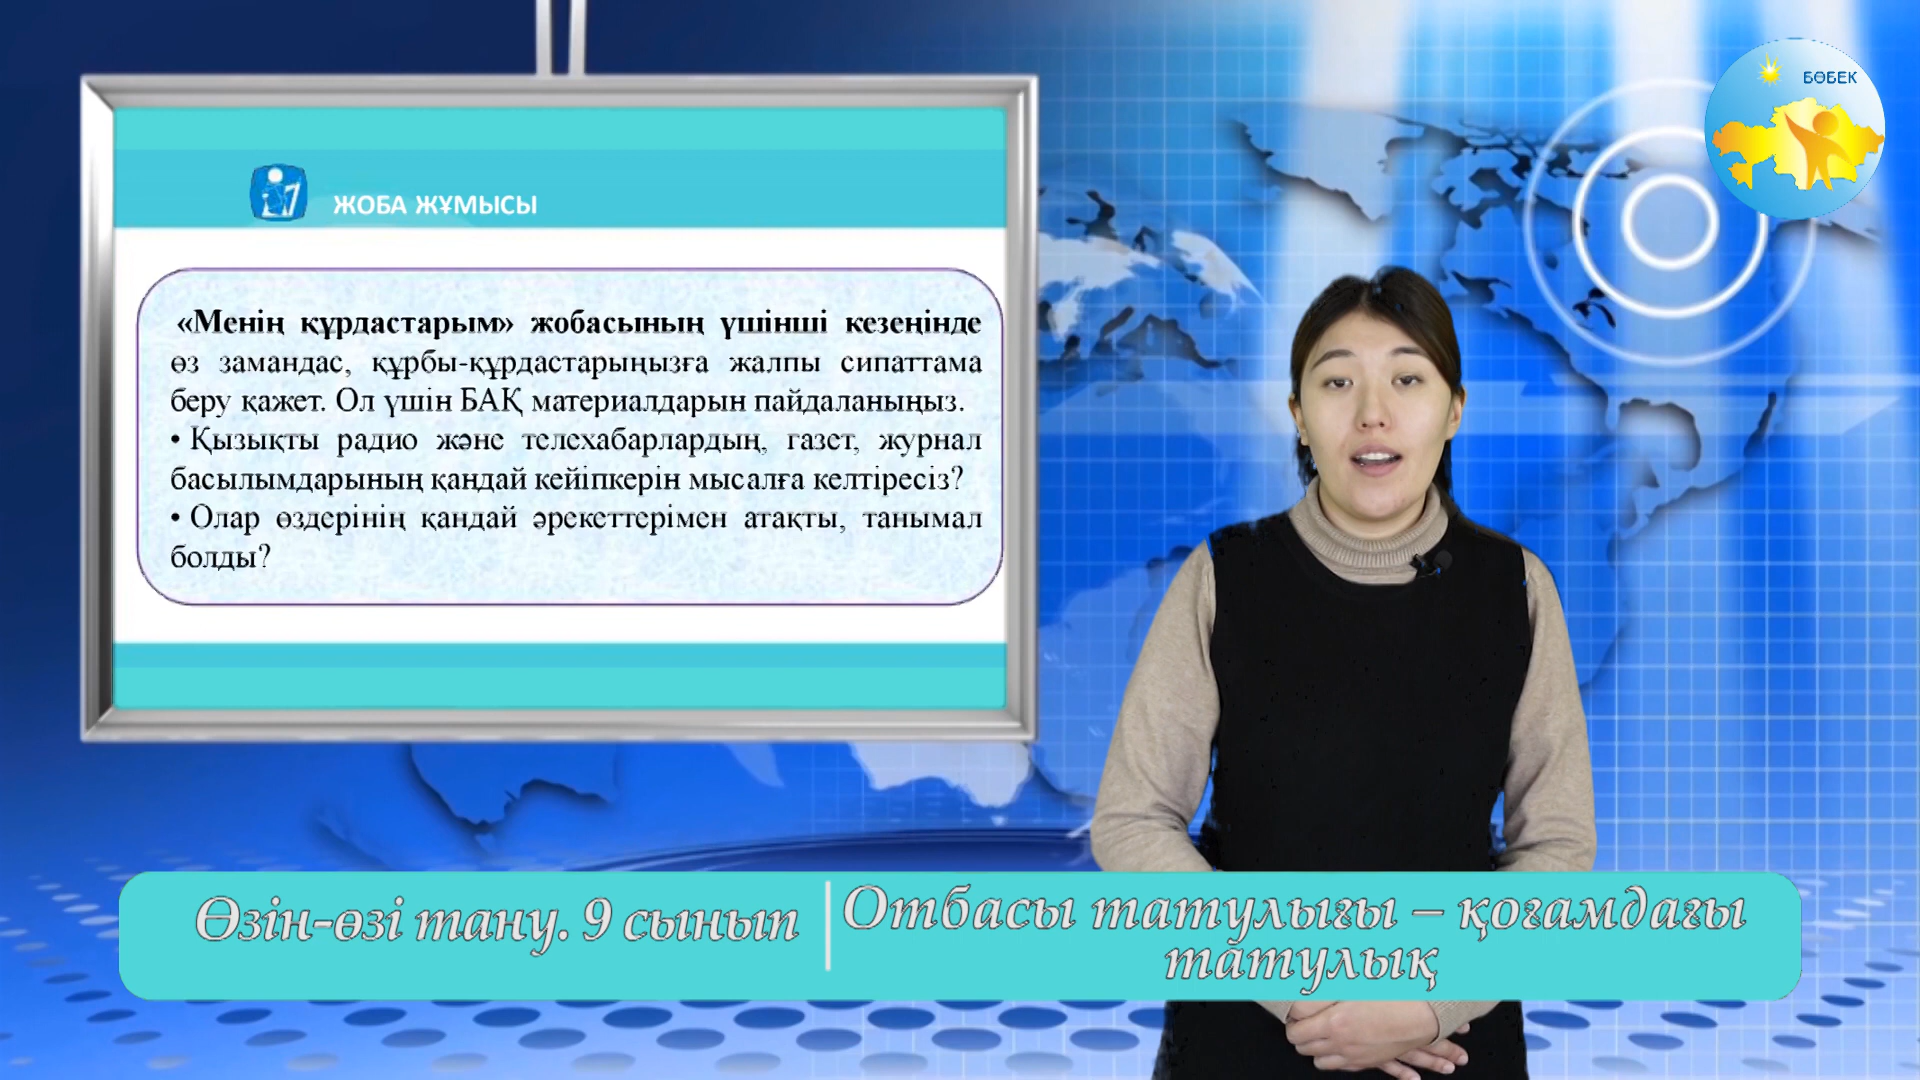 БӨБЕК
ЖОБА ЖҰМЫСЫ
«Менің құрдастарым» жобасының үшінші кезеңінде
өз замандас, құрбы-құрдастарыңызға жалпы сипаттама
беру қажет. Ол үшін БАҚ материалдарын пайдаланыңыз.
• Қызықты радио және телехабарлардың, газет, журнал
басылымдарының қандай кейіпкерін мысалға келтіресіз?
• Олар өздерінің қандай әрекеттерімен атақты, танымал
болды?
Өзін-өзі тану. 9 сынып
Отбасы татулығы – қоғамдағы
татулық